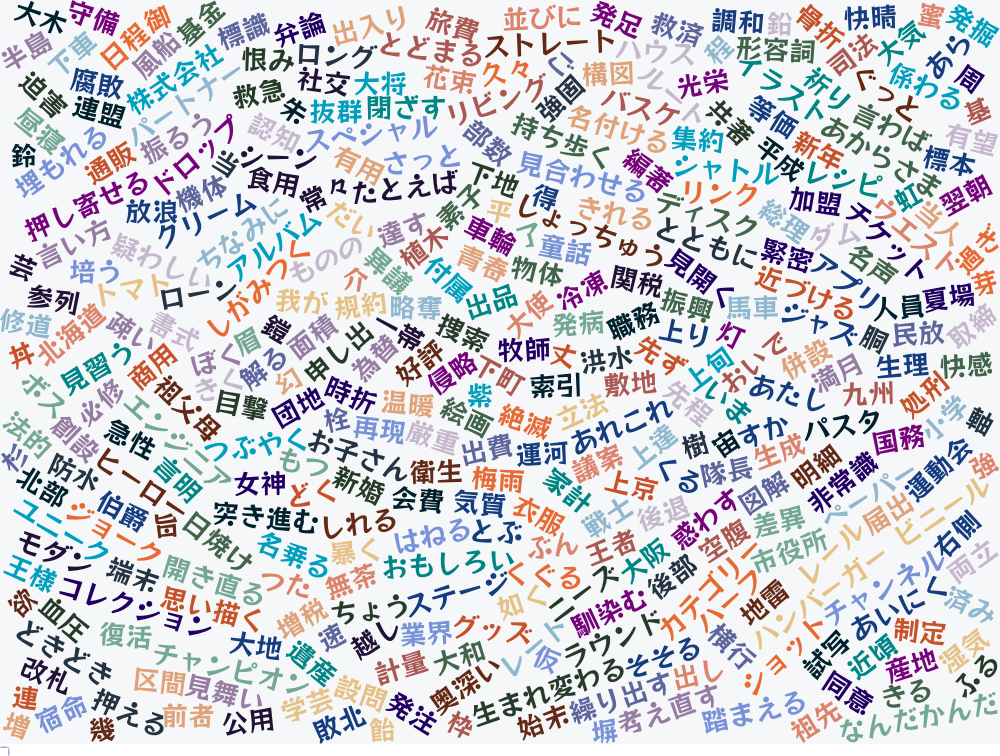 大木
守備
日程
御
風船
基金
標識
弁論
出入り
旅費
並びに
発足
救済
調和
鉛
骨折
快晴
蜜
発掘
半島
下車
株式会社
恨み
ロング
とどまる
ストレート
ハウス
形容詞
司法
大気
あら
周
迫害
腐敗
連盟
パートナー
救急
社交
大将
花束
久々
構図
光栄
イラスト
祈り
ぐっと
係わる
基
朱
抜群
閉ざす
リビング
強固
バスケ
共著
等価
言わば
有望
鈴
埋もれる
通販
振るう
ドロップ
認知
スペシャル
部数
持ち歩く
名付ける
集約
平成
新年
あからさま
標本
当
シーン
有用
さっと
見合わせる
編著
シャトル
レシピ
虹
当人
翌朝
押し寄せる
放浪
機体
食用
常々
たとえば
下地
得
きれる
リンク
ディスク
加盟
チケット
ウエスト
過ぎ
言い方
グリーム
ちなみに
だい
達す
素子
平
しょっちゅう
とともに
総理
ダム
名声
芸
培う
疑わしい
アルバム
ものの
植木
車輪
童話
見開く
緊密
アプリ
芽
参列
トマト
ローン
しがみつく
介
異議
付属
青春
物体
冷凍
関税
振興
近づける
人員
夏場
修道
北海道
疎い
書式
我が
規約
略奪
出品
大使
発病
職務
馬車
ジャズ
胴
民放
取締
丼
見習う
商用
ぼく
眉
鎧
面積
申し出
一帯
捜索
牧師
丈
洪水
先ず
上り
灯
おいに
併設
満月
生理
快感
ボス
必修
祖父母
解る
幻
為替
好評
侵略
下町
索引
敷地
先程
上旬
あたし
九州
処刑
法的
創設
エンジニア
目撃
団地
時折
温暖
絵画
紫
絶滅
立法
いま
パスタ
小学
軸
急性
つぶやく
柱
再現
厳重
出費
運河
あれこれ
上達
樹
宙
すか
国務
杉
防水
言明
もつ
お子さん
衛生
梅雨
家計
議案
くる
隊長
生成
明細
非常識
運動会
強
北部
ヒーロー
女神
どく
新婚
会費
気質
衣服
上京
後退
惑わす
図解
ペーパー
ユニーク
ジョーク
伯爵
台
日焼け
突き進む
しれる
はねる
とぶ
ぶん
戦士
王者
空腹
差異
届出
ビニール
右側
モダン
端末
開き直る
名乗る
暴く
おもしろい
くぐる
ニーズ
大阪
後部
市役所
ルール
両立
王様
コレクション
思い描く
つた
無茶
ステージ
如く
馴染む
カテゴリー
ハーフ
地雷
ハンバーガー
チャンネル
済み
浴
血圧
復活
増税
速
ちょう
越し
業界
グッズ
ラウンド
横行
ショット
あいにく
どきどき
チャンピオン
大地
遺産
計量
大和
レート
仮
そそる
試写
近頃
制定
改札
区間
見舞い
設問
奥深い
生まれ変わる
出し
同意
産地
湿気
連
宿命
押える
前者
公用
学芸
発注
枠
始末
繰り出す
考え直す
踏まえる
きる
ふる
増
幾
敗北
飴
塀
祖先
なんだかんだ